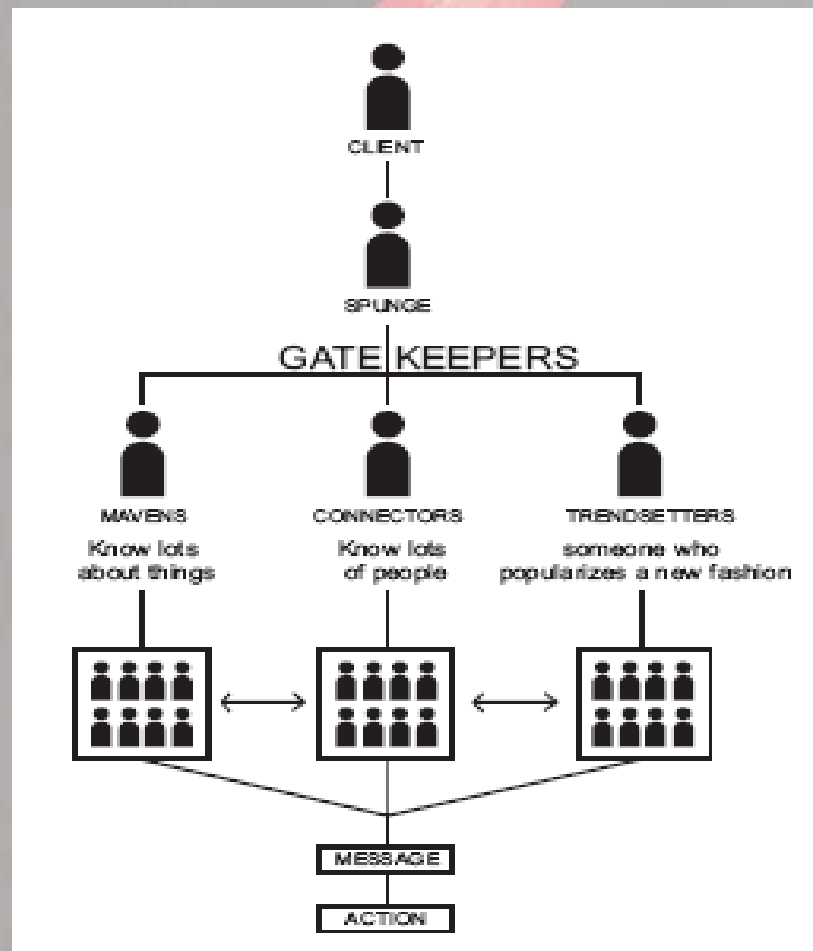 CLIENT
SPUNGE
GATE KEEPERS
MAVENS
Know lots
about things
CONNECTORS
Know lots
of people
TRENDSETTERS
someone who
popularizes a new fashion
MESSAGE
ACTION